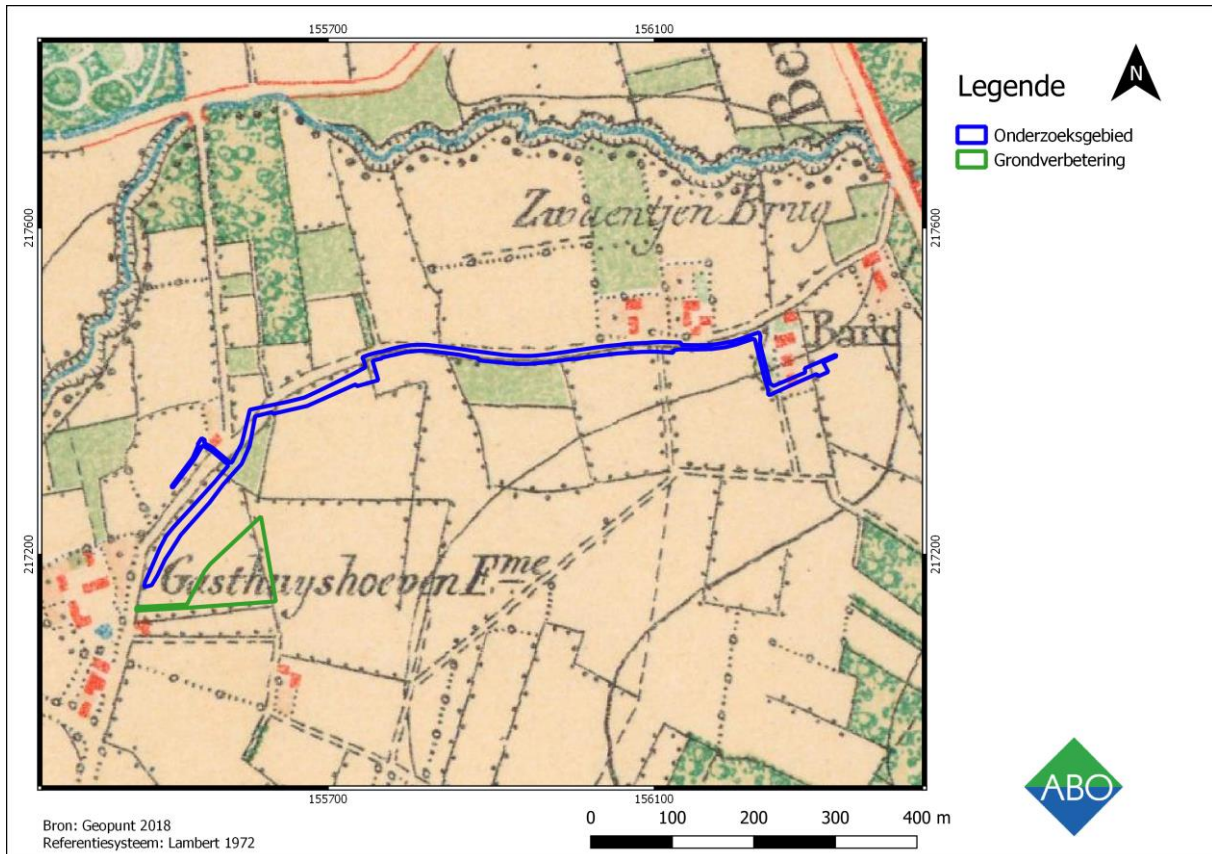 155700
156100
Be
Legende
N
Onderzoeksgebied
Grondverbetering
217600
217600
Zwaentjen Brug
Barr
217200
217200
Gasthuyshoeven Fme
155700
156100
Bron: Geopunt 2018
Referentiesysteem: Lambert 1972
0 100 200 300 400 m
ABO